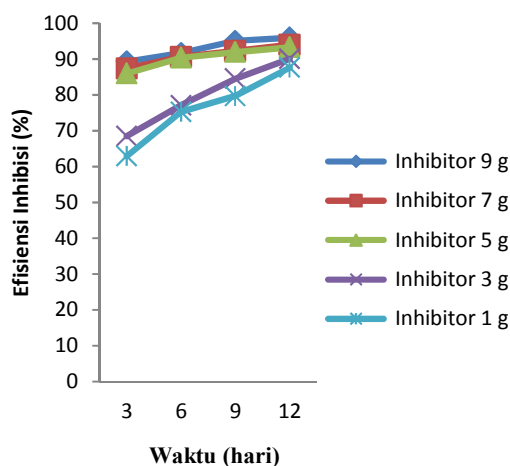 100
90
80
70
60
50
40
30
20
10
0
Efisiensi Inhibisi (%)
3 6 9 12
Waktu (hari)
Inhibitor 9 g
Inhibitor 7 g
Inhibitor 5 g
Inhibitor 3 g
Inhibitor 1 g